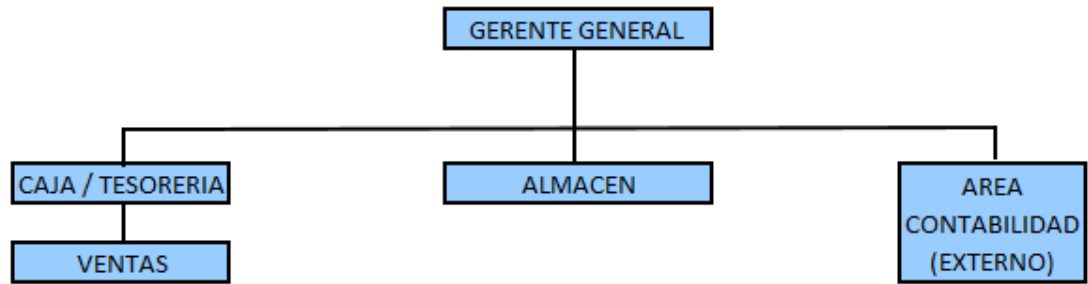 GERENTE GENERAL
CAJA / TESORERIA
VENTAS
ALMACEN
AREA
CONTABILIDAD
(EXTERNO)